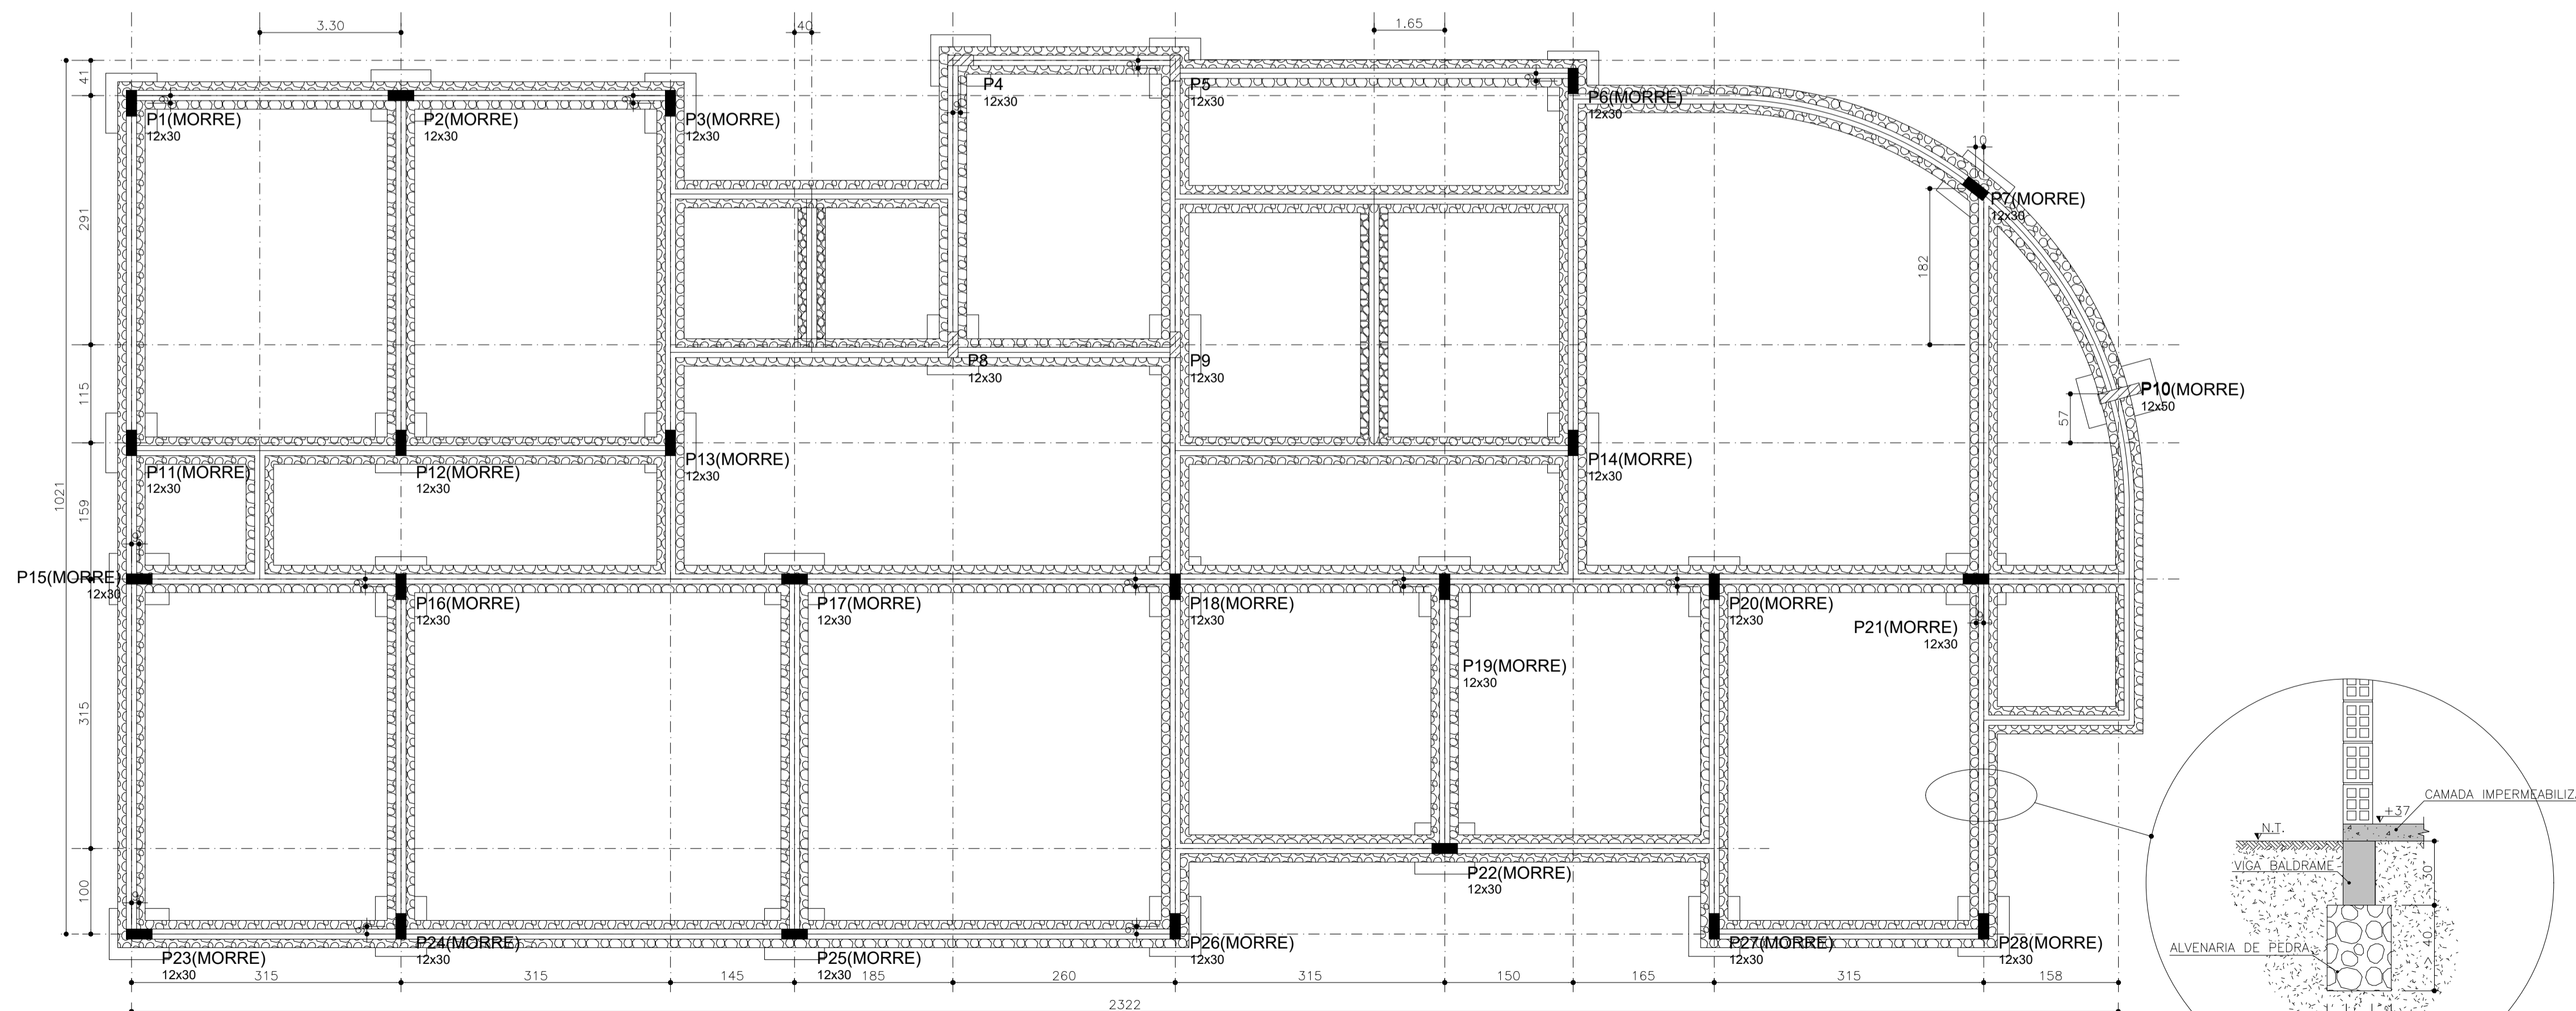 3.30
40
1.65
41
P4
12x30
P5
12x30
P6(MORRE)
12x30
P1(MORRE)
12x30
P2(MORRE)
12x30
P3(MORRE)
12x30
10
P7(MORRE)
12x30
291
182
P8
12x30
P9
12x30
P10(MORRE)
12x50
115
57
P11(MORRE)
12x30
P12(MORRE)
12x30
P13(MORRE)
12x30
P14(MORRE)
12x30
1021
159
P15(MORRE)
12x30
P16(MORRE)
12x30
P17(MORRE)
12x30
P18(MORRE)
12x30
P20(MORRE)
12x30
P21(MORRE)
12x30
P19(MORRE)
12x30
315
100
P22(MORRE)
12x30
P23(MORRE)
12x30
P24(MORRE)
12x30
P25(MORRE)
12x30
P26(MORRE)
12x30
P27(MORRE)
12x30
P28(MORRE)
12x30
315
315
145
185
260
315
150
165
315
158
2322
CAMADA IMPERMEABILIZA
+37
N.T.
VIGA BALDRAME
30
ALVENARIA DE PEDRA
40